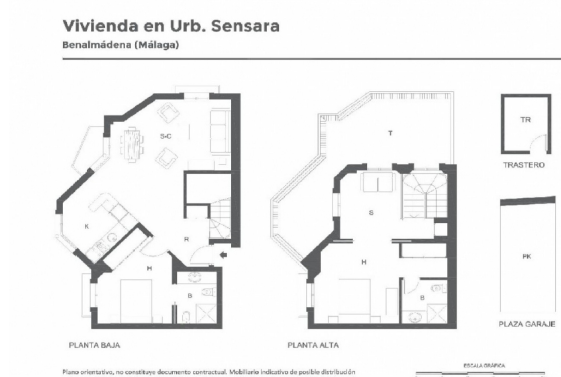 Vivienda en Urb. Sensara
Benalmádena (Málaga)
S-C
K
R
H
B
PLANTA BAJA
T
S
H
B
PLANTA ALTA
TR
TRASTERO
PK
PLAZA GARAJE
ESCALA GRÁFICA
Plano orientativo, no constituye documento contractual. Mobiliario indicativo de posible distribución